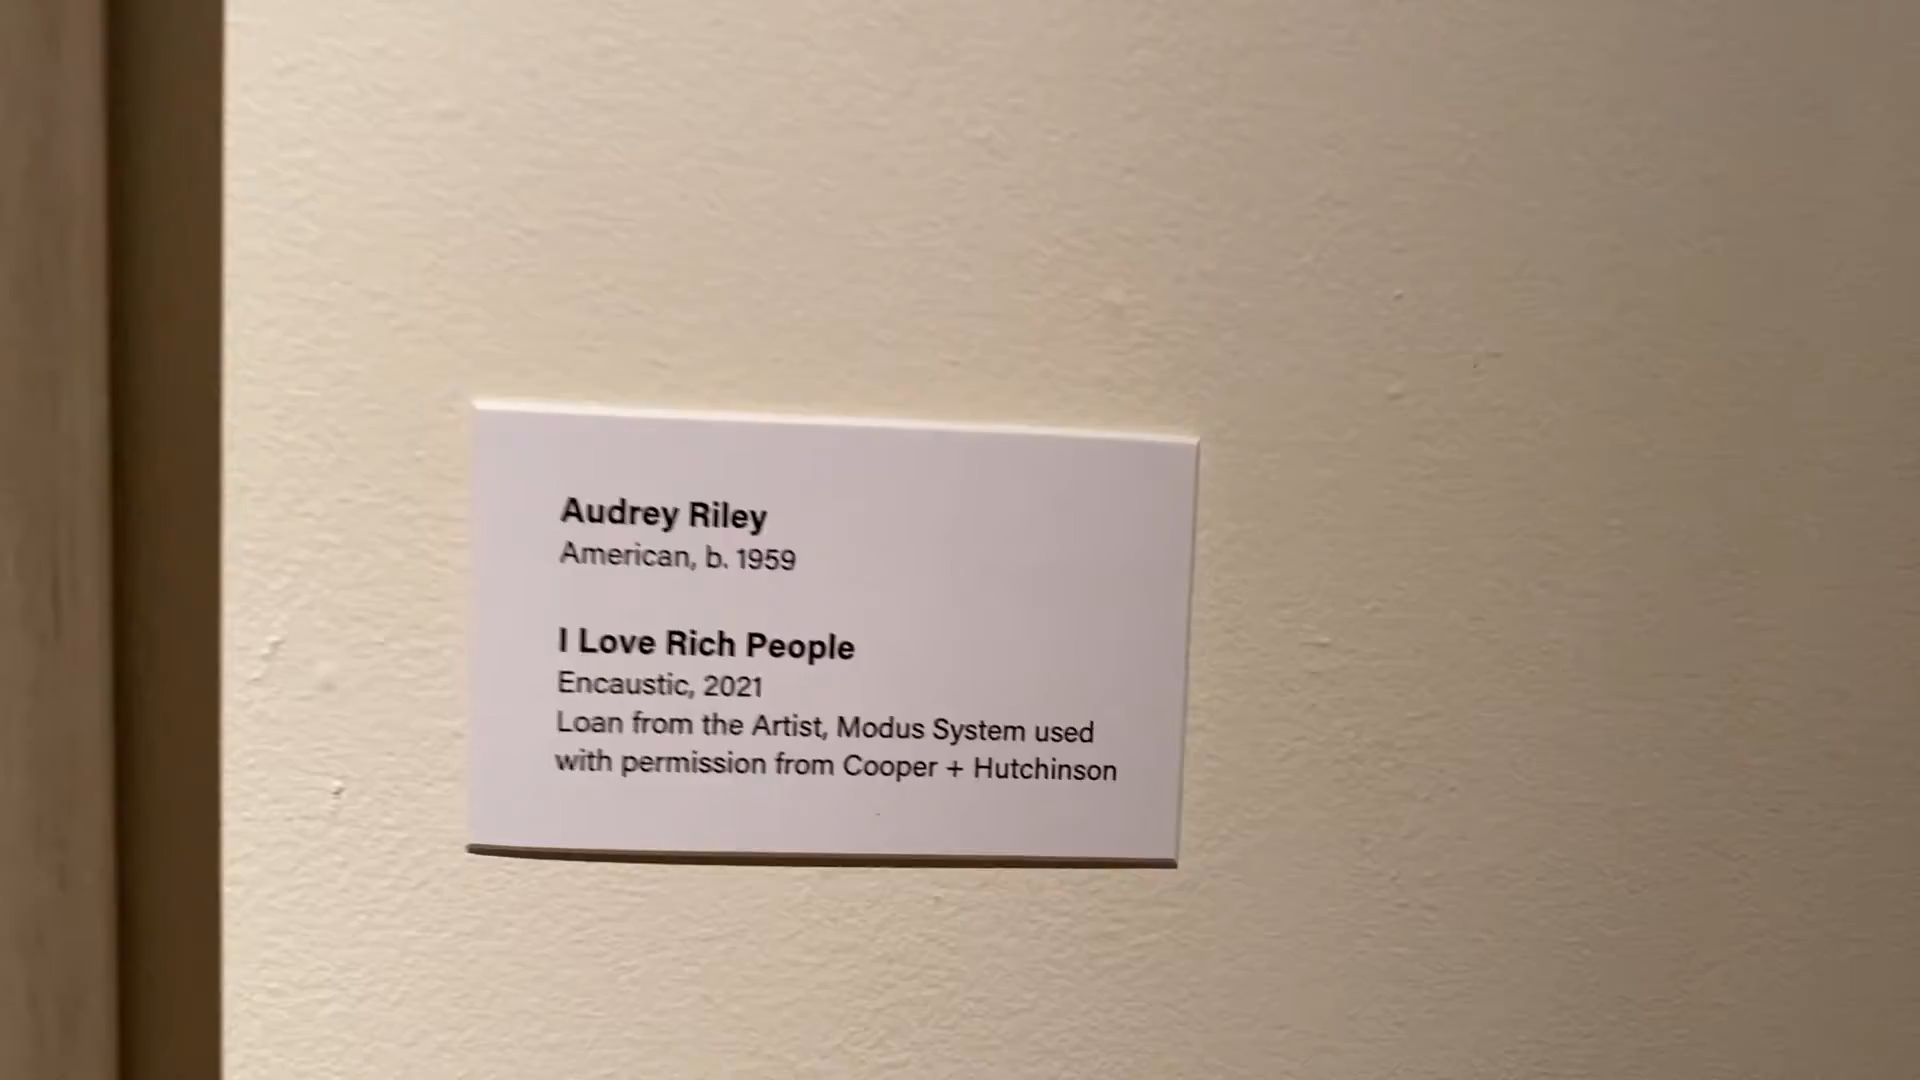 Audrey Riley
American, b. 1959
I Love Rich People
Encaustic, 2021
Loan from the Artist, Modus System used
with permission from Cooper + Hutchinson